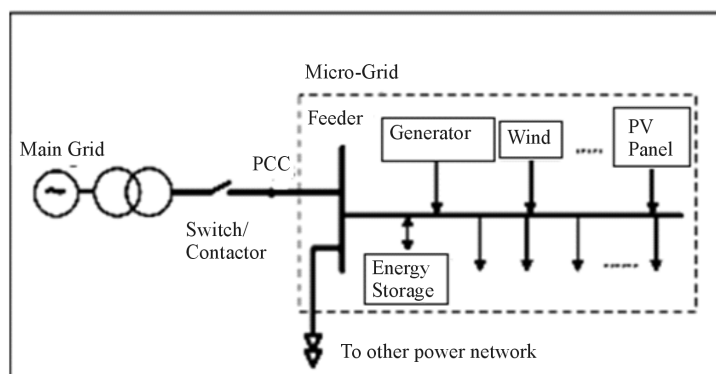 Micro-Grid
Feeder
Generator
Wind
PV
Panel
Main Grid
PCC
Switch/
Contactor
Energy
Storage
To other power network